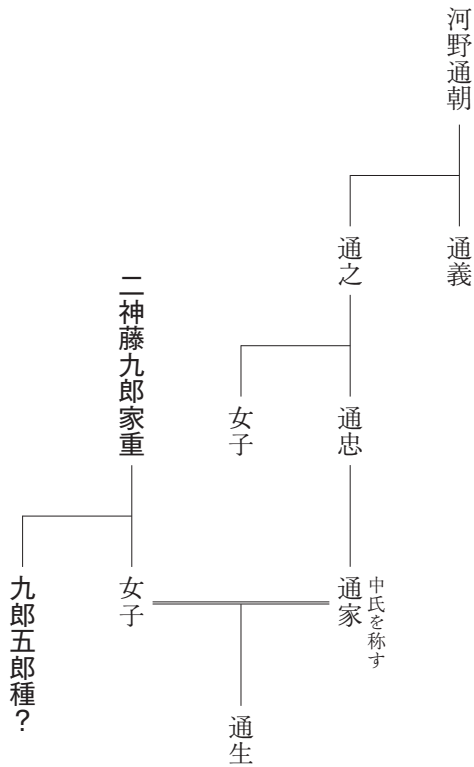 河野通朝
通義
通之
通忠
女子
中氏を称す
通家
二神藤九郎家重
女子
九郎五郎種？
通生